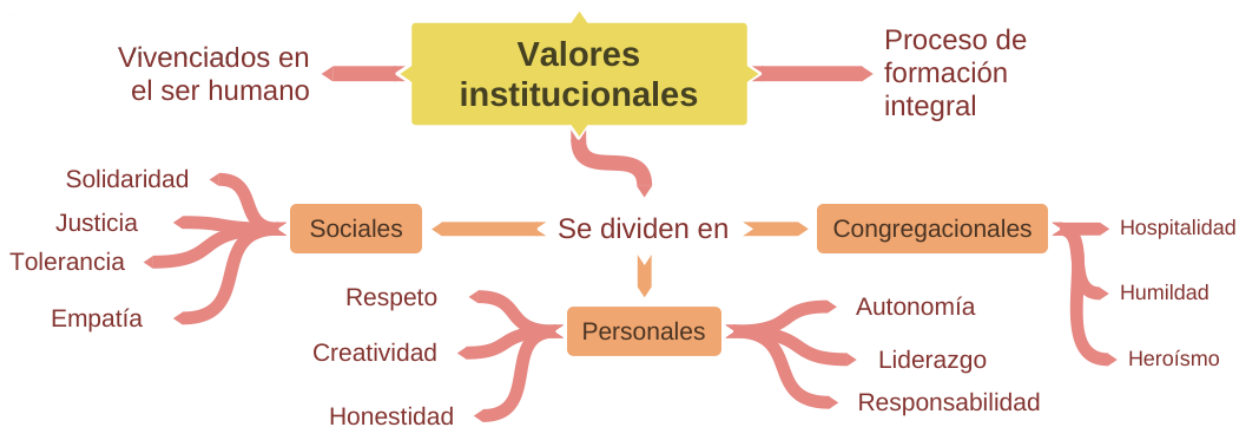 Valores
institucionales
Vivenciados en
el ser humano
Proceso de
formación
integral
Se dividen en
Sociales
Solidaridad
Justicia
Tolerancia
Empatía
Personales
Respeto
Creatividad
Honestidad
Autonomía
Liderazgo
Responsabilidad
Congregacionales
Hospitalidad
Humildad
Heroísmo